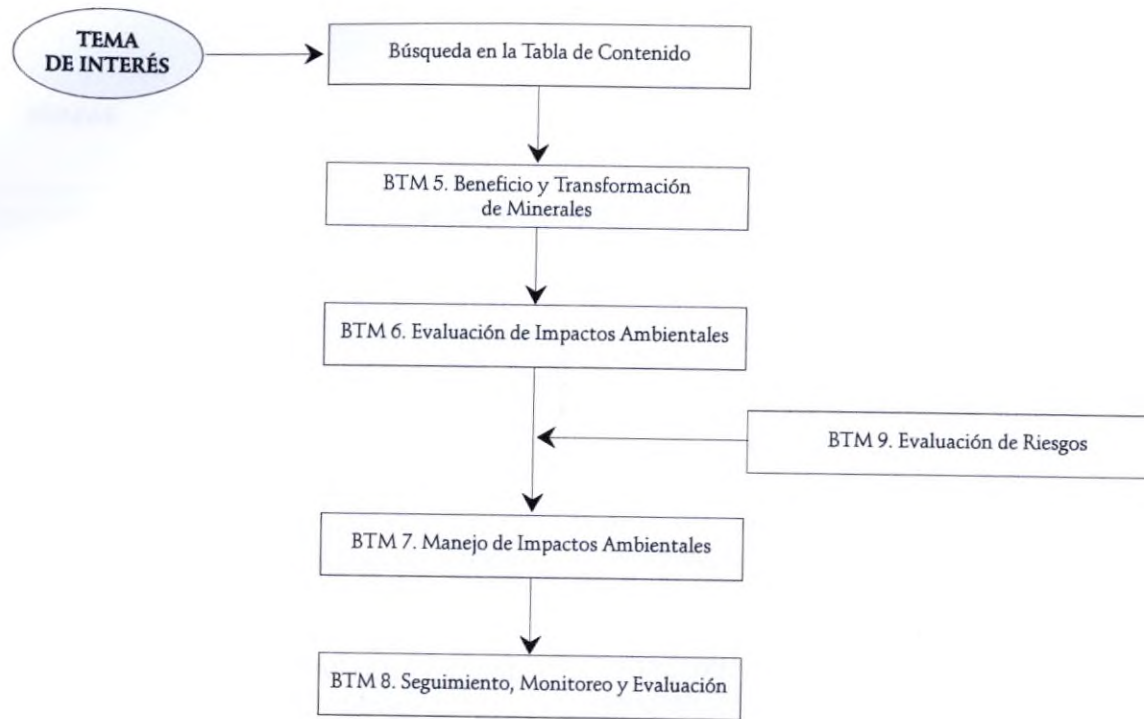 TEMA
DE INTERÉS
Búsqueda en la Tabla de Contenido
BTM 5. Beneficio y Transformación
de Minerales
BTM 6. Evaluación de Impactos Ambientales
BTM 9. Evaluación de Riesgos
BTM 7. Manejo de Impactos Ambientales
BTM 8. Seguimiento, Monitoreo y Evaluación